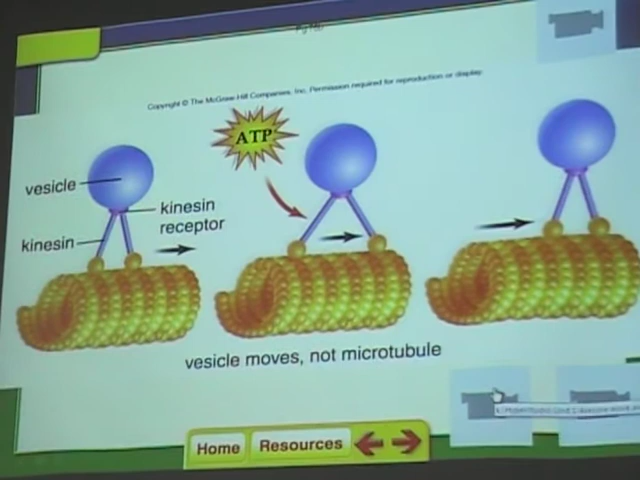 Copyright © The McGraw-Hill Companies, Inc. Permission required for reproduction or display.
ATP
vesicle
kinesin
receptor
kinesin
vesicle moves, not microtubule
Home
Resources